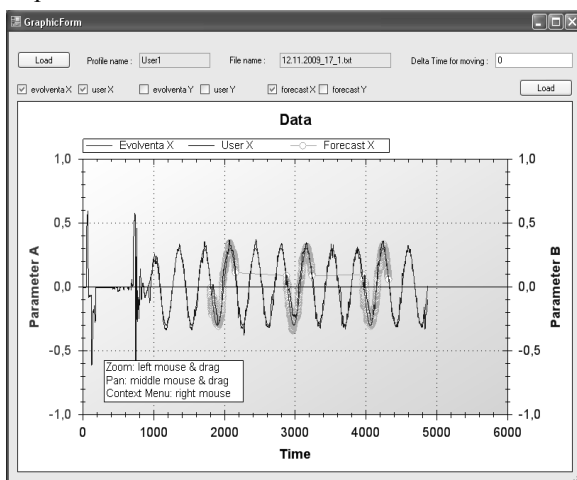 GraphicForm
Load Profile name : User1 File name : 12.11.2009_17_1.txt Delta Time for moving : 0
evolventa X user X evolventa Y user Y forecast X forecast Y Load
Data
Evolventa X User X Forecast X
1,0 1,0
0,5 0,5
0,0 0,0
-0,5 -0,5
-1,0 -1,0
Parameter A
Parameter B
Zoom: left mouse & drag
Pan: middle mouse & drag
Context Menu: right mouse
0 1000 2000 3000 4000 5000 6000
Time